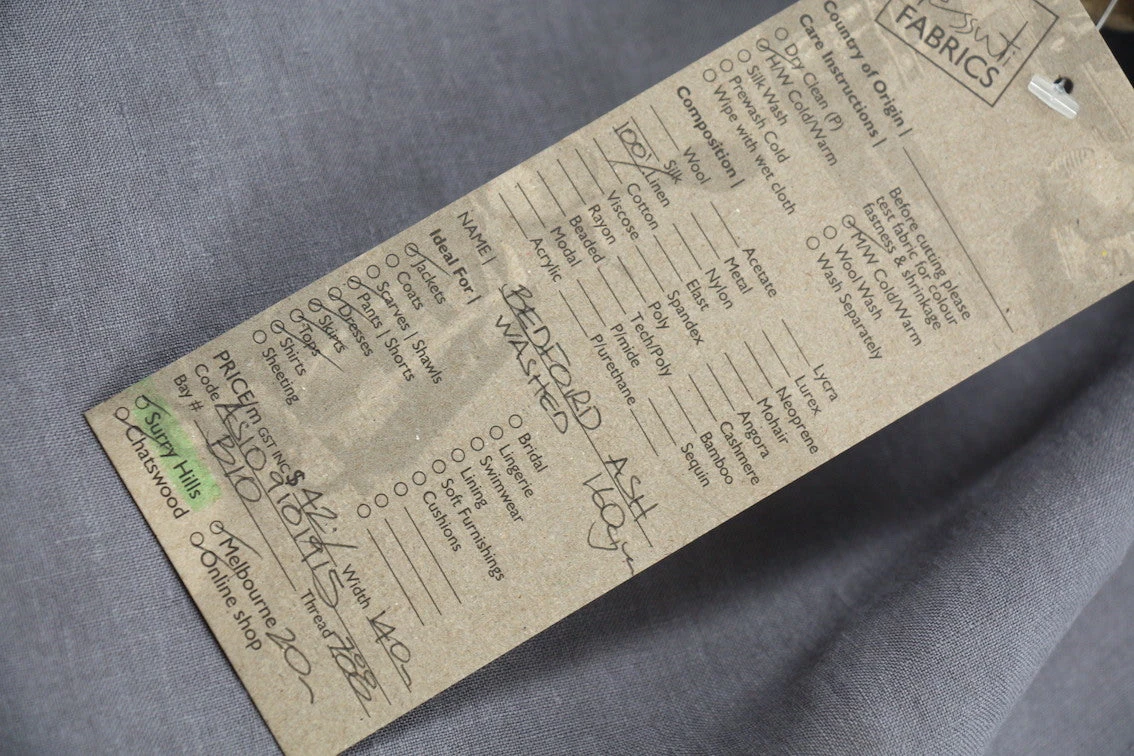 FABRICS
Country of Origin |
Care Instructions |
Dry Clean (P)
H/W Cold/Warm
Silk Wash
Prewash Cold
Wipe with wet cloth
Before cutting please
test fabric for colour
fastness & shrinkage
M/W Cold/Warm
Wool Wash
Wash Separately
Composition |
Wool
Silk
100% Linen
Cotton
Viscose
Rayon
Beaded
Modal
Acrylic
Acetate
Metal
Nylon
Elast
Spandex
Poly
Tech/Poly
P/mide
Plurethane
Lycra
Lurex
Neoprene
Mohair
Angora
Cashmere
Bamboo
Sequin
NAME | BEDFORD ASH
WASHED 160gm
Ideal For |
Jackets
Coats
Scarves | Shawls
Pants | Shorts
Dresses
Skirts
Tops
Shirts
Sheeting
Bridal
Lingerie
Swimwear
Lining
Soft Furnishings
Cushions
PRICE/m GST INC $ Width 140
Code Thread
Bay # B10
Surry Hills
Chatswood
Melbourne 20m
Online shop